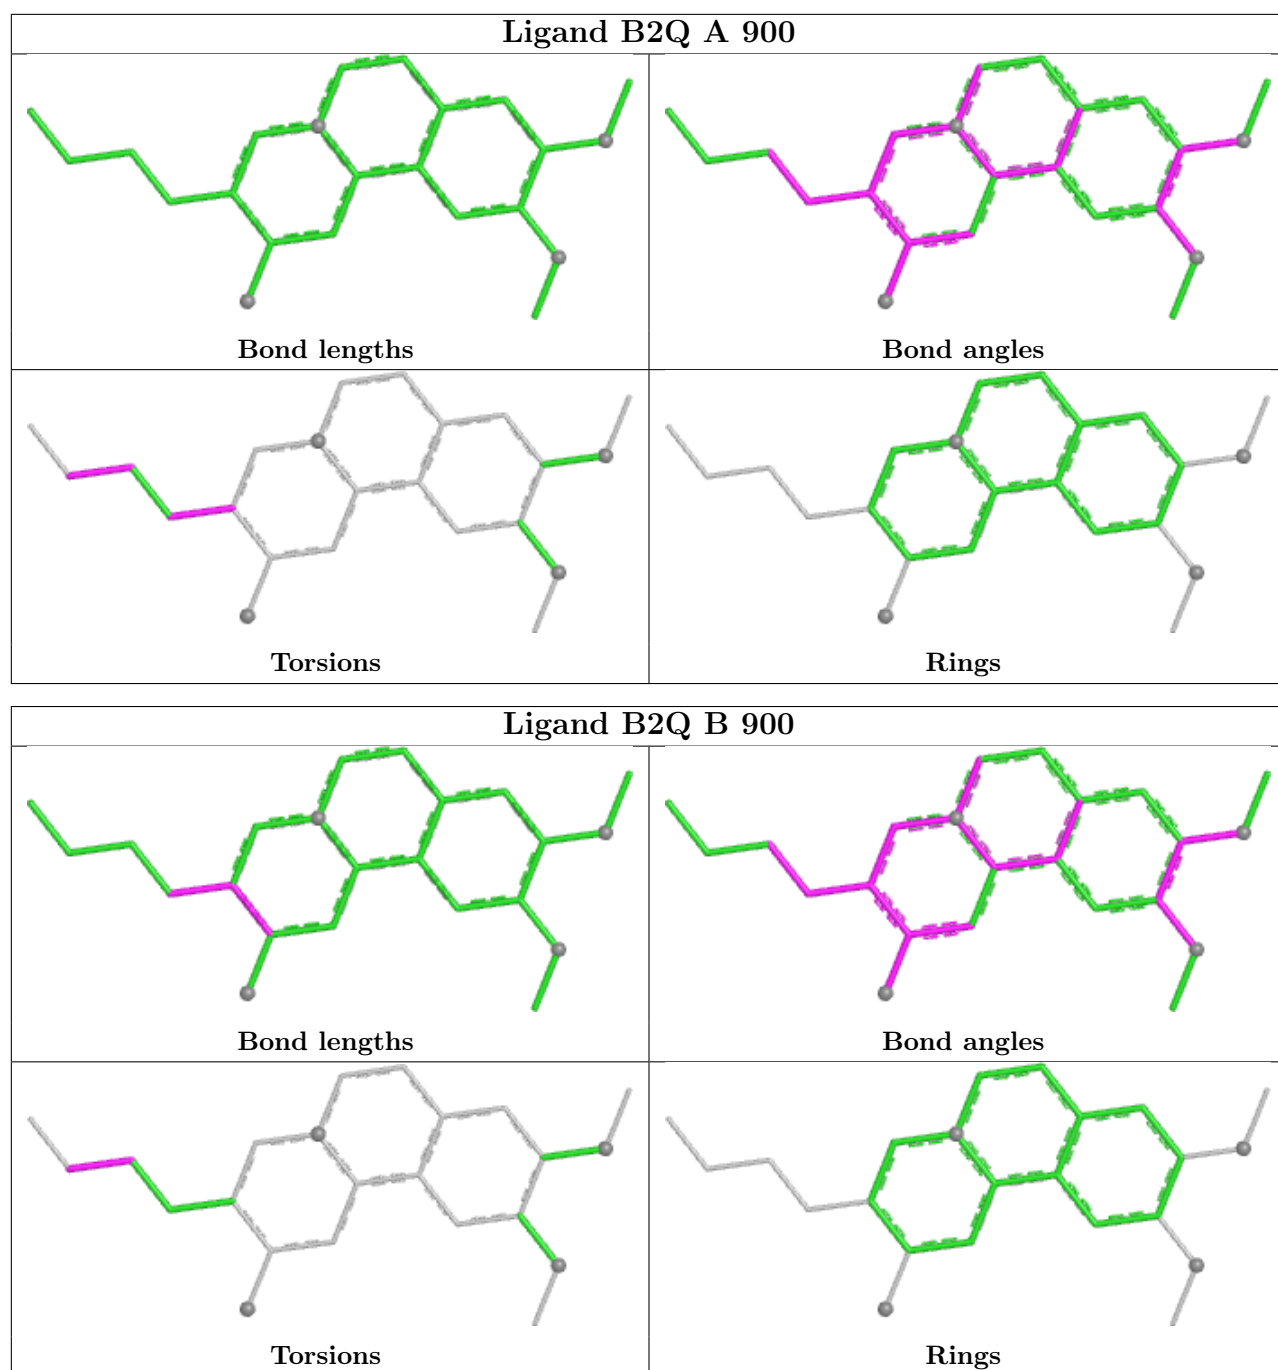 Ligand B2Q A 900
Bond lengths
Bond angles
Torsions
Rings
Ligand B2Q B 900
Bond lengths
Bond angles
Torsions
Rings